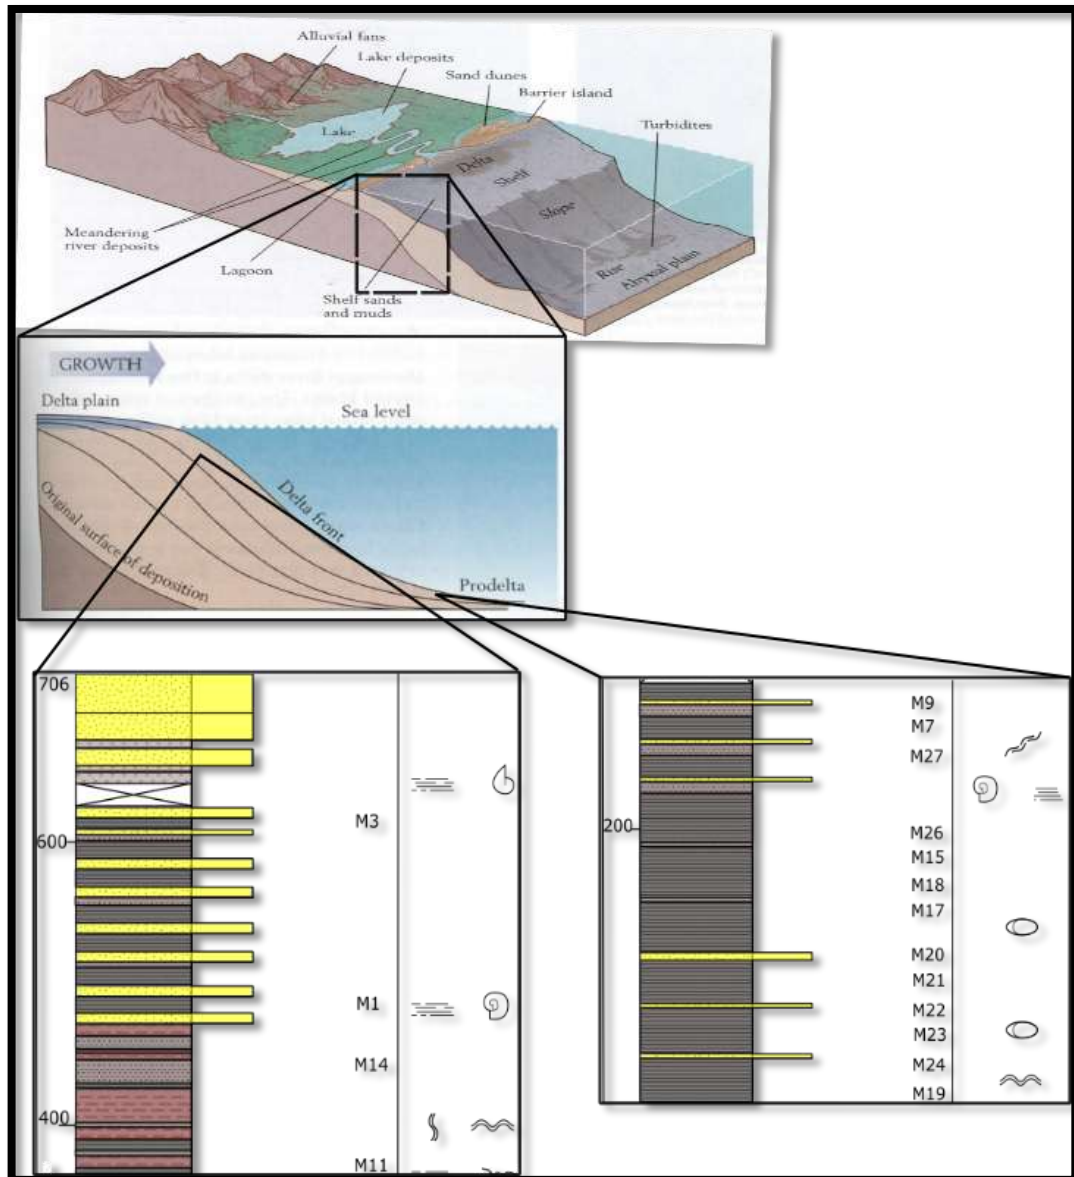 Alluvial fans
Lake deposits
Sand dunes
Barrier island
Turbidites
Lake
Delta
Shelf
Slope
Rise
Abyssal plain
Meandering
river deposits
Lagoon
Shelf sands
and muds
GROWTH
Delta plain
Sea level
Original surface of deposition
Delta front
Prodelta
706
M3
600
M1
M14
400
M11
M9
M7
M27
200
M26
M15
M18
M17
M20
M21
M22
M23
M24
M19